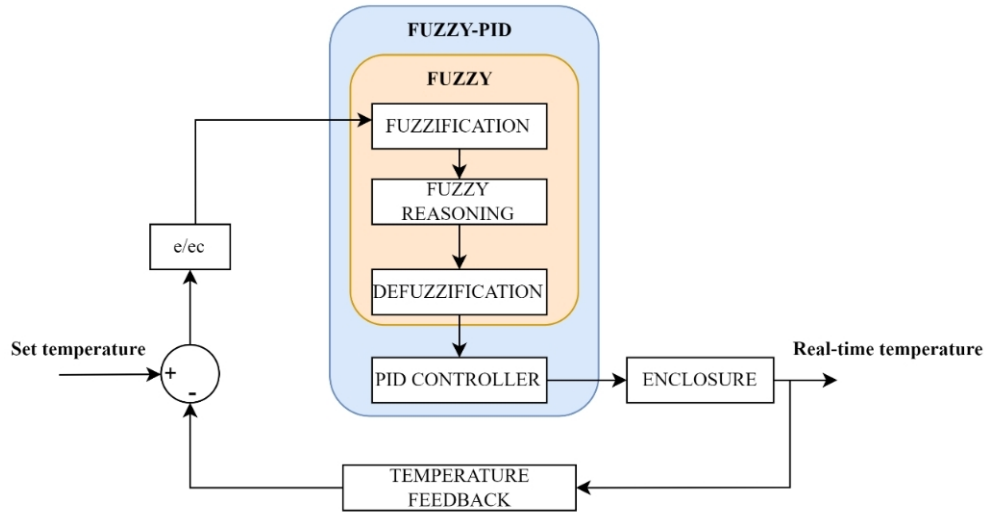 FUZZY-PID
FUZZY
FUZZIFICATION
FUZZY
REASONING
e/ec
DEFUZZIFICATION
Set temperature
Real-time temperature
+
-
PID CONTROLLER
ENCLOSURE
TEMPERATURE
FEEDBACK